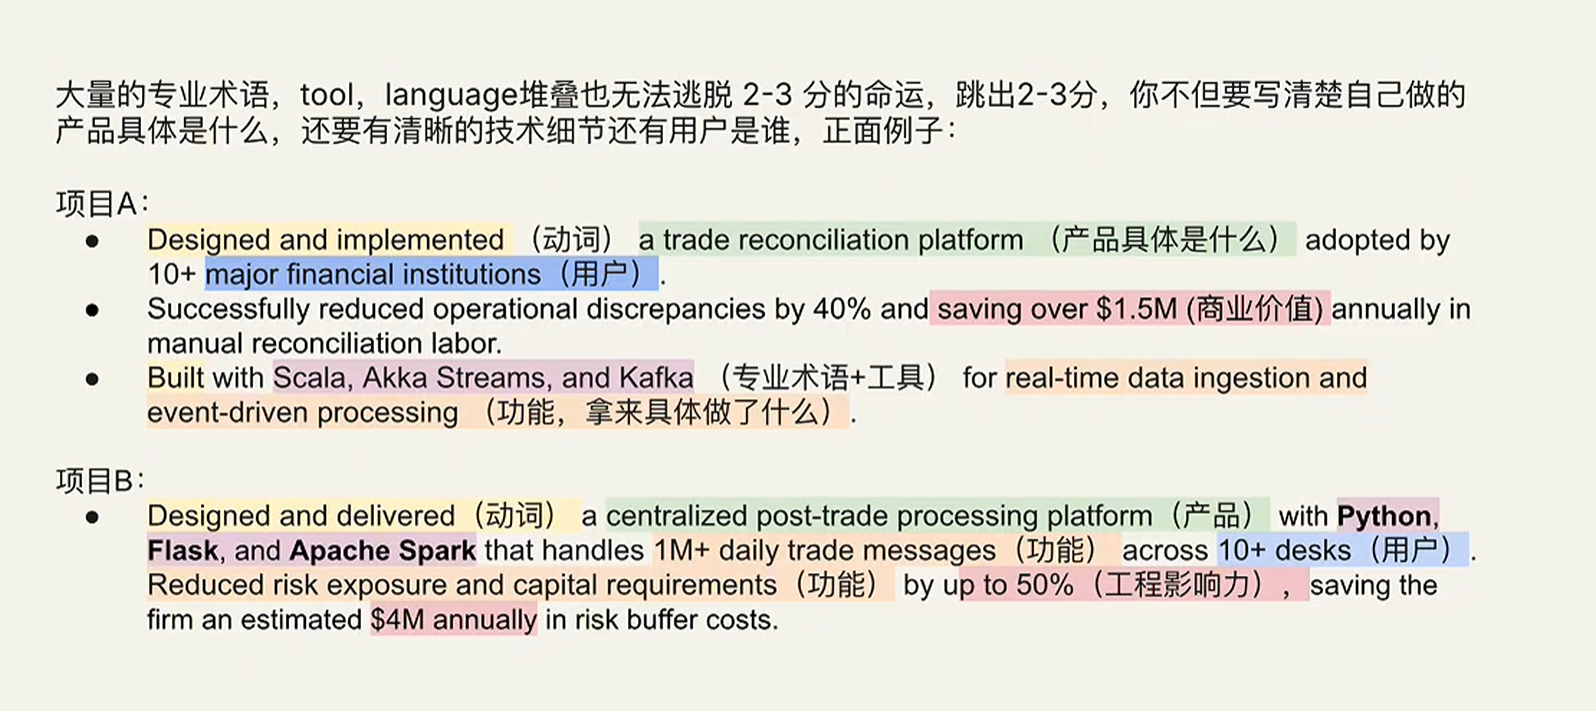 大量的专业术语，tool，language堆叠也无法逃脱 2-3 分的命运，跳出2-3分，你不但要写清楚自己做的
产品具体是什么，还要有清晰的技术细节还有用户是谁，正面例子：
项目A：
● Designed and implemented （动词） a trade reconciliation platform （产品具体是什么） adopted by
10+ major financial institutions（用户）.
● Successfully reduced operational discrepancies by 40% and saving over $1.5M (商业价值) annually in
manual reconciliation labor.
● Built with Scala, Akka Streams, and Kafka （专业术语+工具） for real-time data ingestion and
event-driven processing （功能，拿来具体做了什么）.
项目B：
● Designed and delivered（动词） a centralized post-trade processing platform（产品） with Python,
Flask, and Apache Spark that handles 1M+ daily trade messages（功能） across 10+ desks（用户）.
Reduced risk exposure and capital requirements（功能） by up to 50%（工程影响力）, saving the
firm an estimated $4M annually in risk buffer costs.